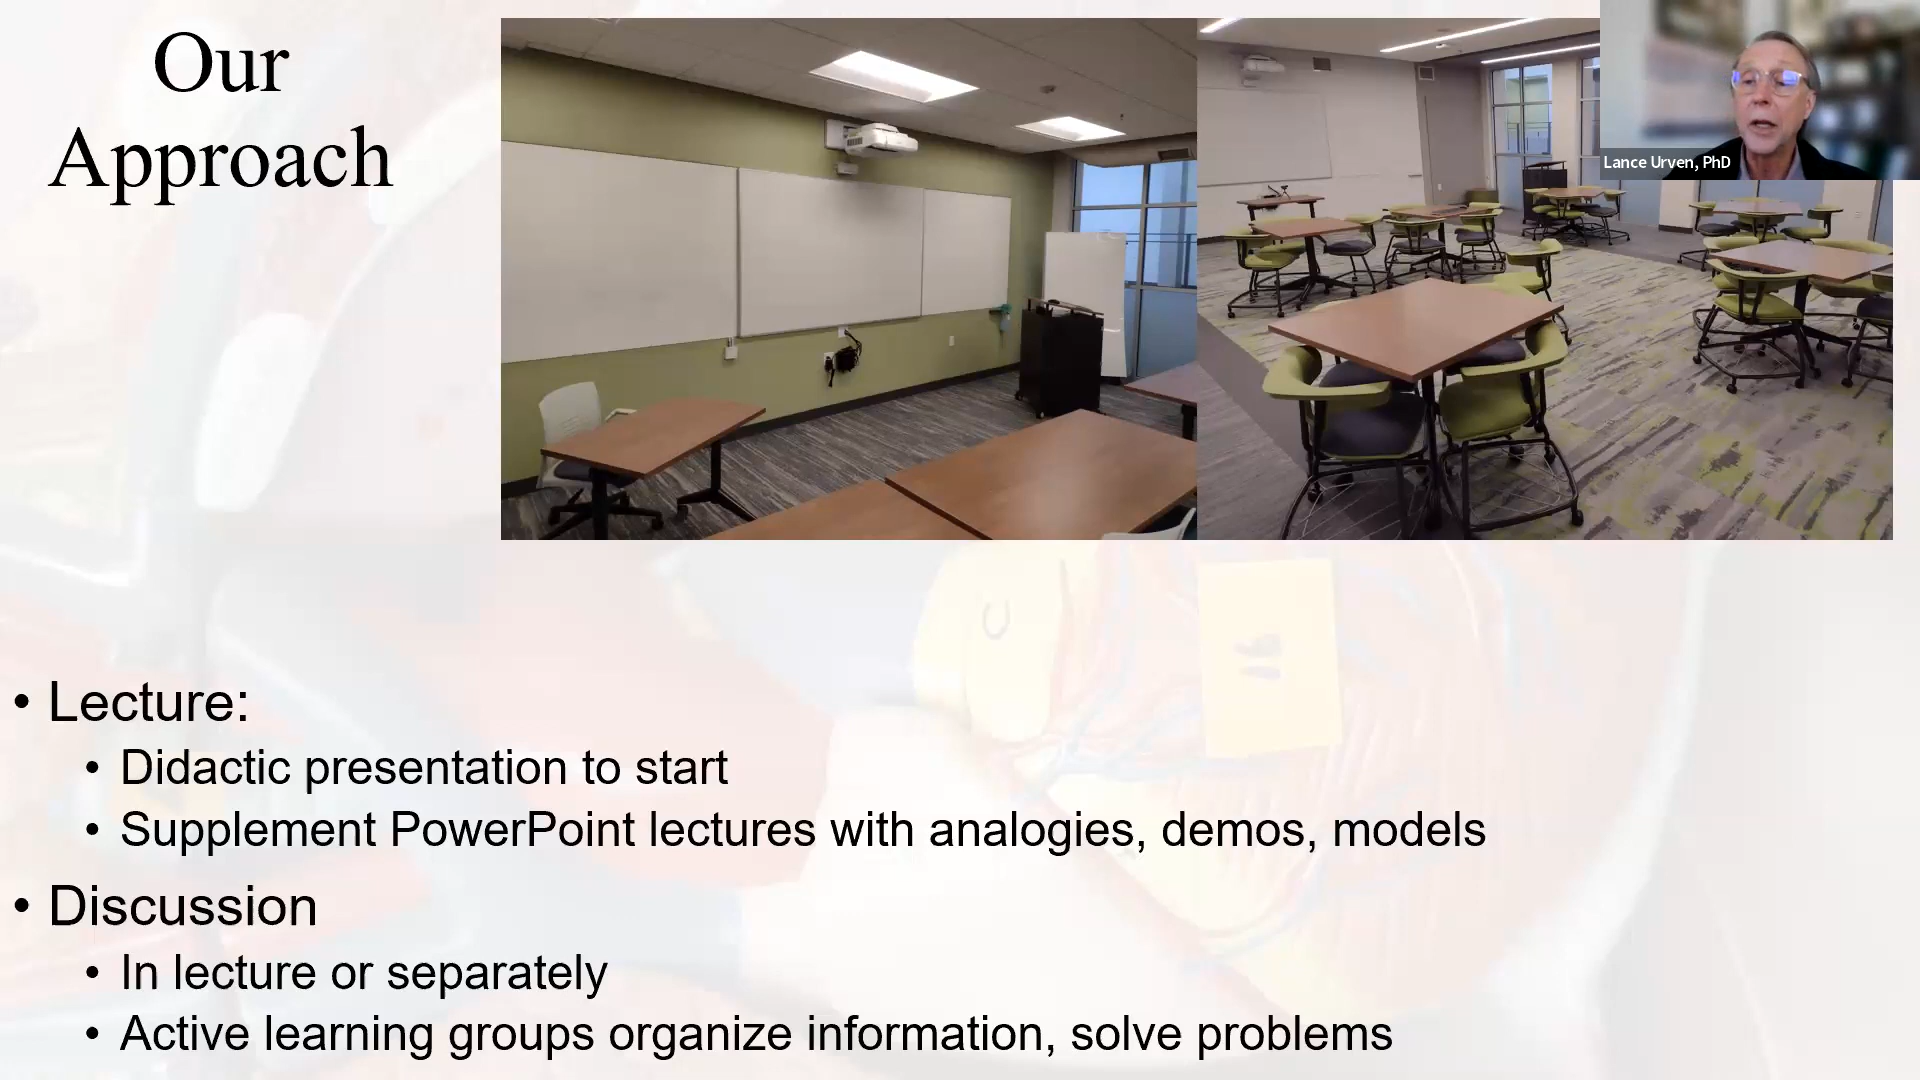 Our
Approach
Lance Urven, PhD
• Lecture:
• Didactic presentation to start
• Supplement PowerPoint lectures with analogies, demos, models
• Discussion
• In lecture or separately
• Active learning groups organize information, solve problems